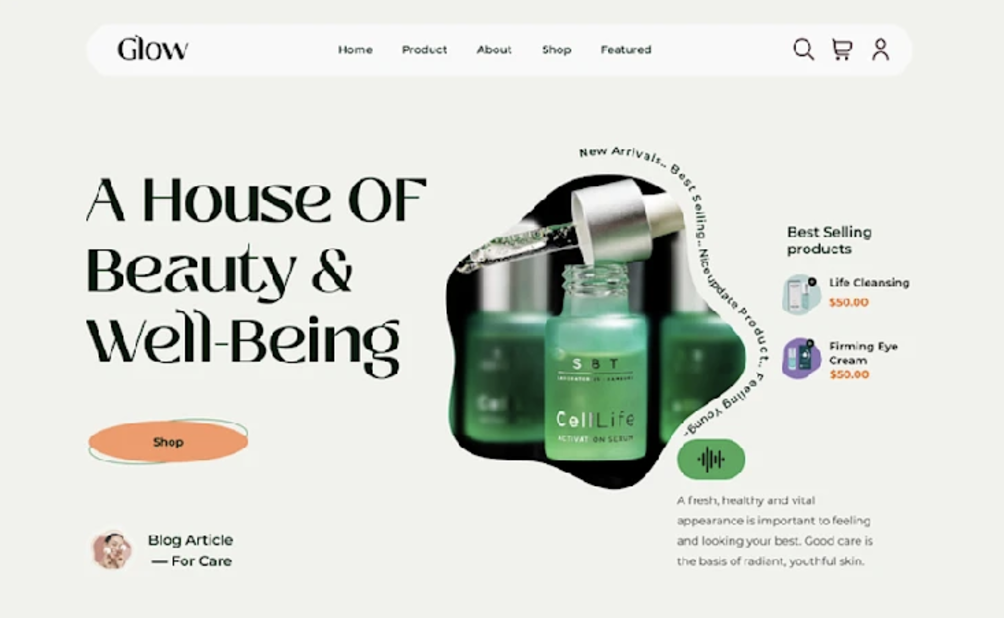 Glow
Home Product About Shop Featured
A House OF
Beauty &
Well-Being
Shop
Blog Article
— For Care
New Arrivals.. Best Selling.. Niceupdate Product.. Feeling Young~
SBT
CellLife
ACTIVATION SERUM
Best Selling
products
Life Cleansing
$50.00
Firming Eye
Cream
$50.00
A fresh, healthy and vital
appearance is important to feeling
and looking your best. Good care is
the basis of radiant, youthful skin.